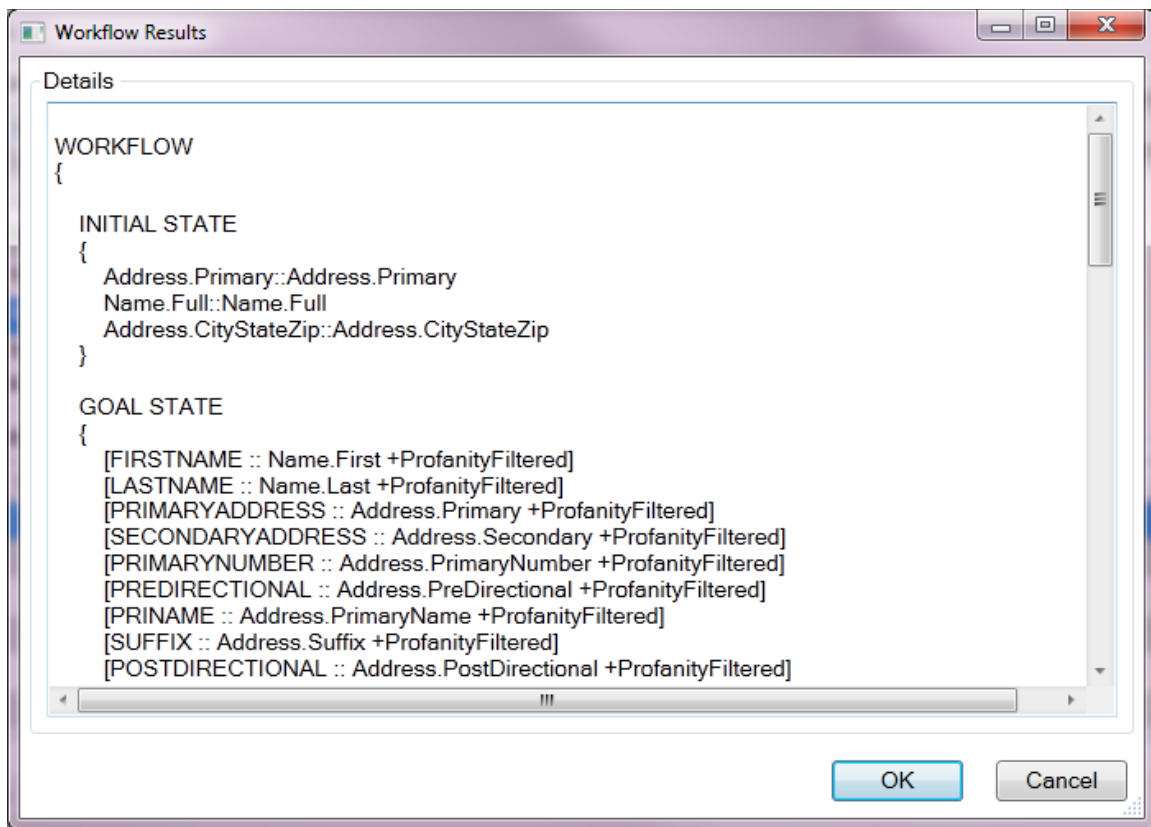 Workflow Results
Details
WORKFLOW
{
INITIAL STATE
{
Address.Primary::Address.Primary
Name.Full::Name.Full
Address.CityStateZip::Address.CityStateZip
}
GOAL STATE
{
[FIRSTNAME :: Name.First +ProfanityFiltered]
[LASTNAME :: Name.Last +ProfanityFiltered]
[PRIMARYADDRESS :: Address.Primary +ProfanityFiltered]
[SECONDARYADDRESS :: Address.Secondary +ProfanityFiltered]
[PRIMARYNUMBER :: Address.PrimaryNumber +ProfanityFiltered]
[PREDIRECTIONAL :: Address.PreDirectional +ProfanityFiltered]
[PRINAME :: Address.PrimaryName +ProfanityFiltered]
[SUFFIX :: Address.Suffix +ProfanityFiltered]
[POSTDIRECTIONAL :: Address.PostDirectional +ProfanityFiltered]
OK Cancel